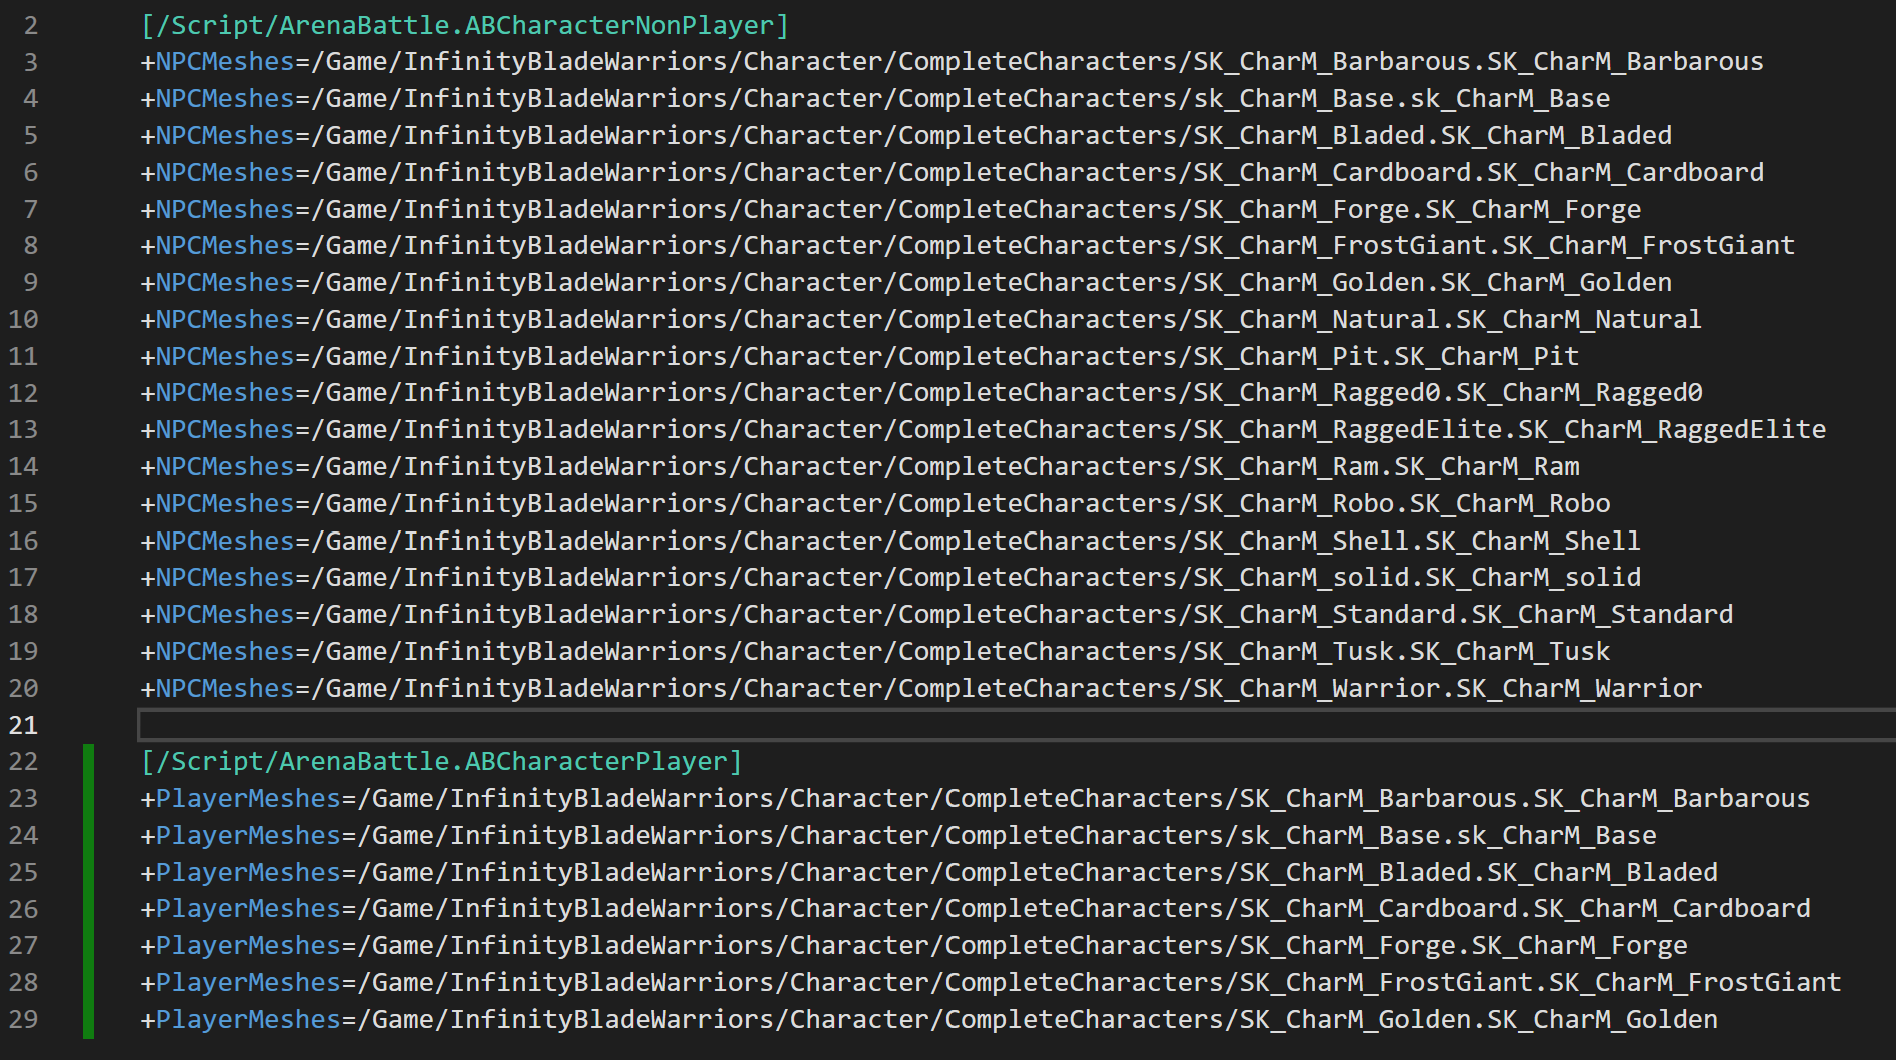 2 [/Script/ArenaBattle.ABCharacterNonPlayer]
3 +NPCMeshes=/Game/InfinityBladeWarriors/Character/CompleteCharacters/SK_CharM_Barbarous.SK_CharM_Barbarous
4 +NPCMeshes=/Game/InfinityBladeWarriors/Character/CompleteCharacters/sk_CharM_Base.sk_CharM_Base
5 +NPCMeshes=/Game/InfinityBladeWarriors/Character/CompleteCharacters/SK_CharM_Bladed.SK_CharM_Bladed
6 +NPCMeshes=/Game/InfinityBladeWarriors/Character/CompleteCharacters/SK_CharM_Cardboard.SK_CharM_Cardboard
7 +NPCMeshes=/Game/InfinityBladeWarriors/Character/CompleteCharacters/SK_CharM_Forge.SK_CharM_Forge
8 +NPCMeshes=/Game/InfinityBladeWarriors/Character/CompleteCharacters/SK_CharM_FrostGiant.SK_CharM_FrostGiant
9 +NPCMeshes=/Game/InfinityBladeWarriors/Character/CompleteCharacters/SK_CharM_Golden.SK_CharM_Golden
10 +NPCMeshes=/Game/InfinityBladeWarriors/Character/CompleteCharacters/SK_CharM_Natural.SK_CharM_Natural
11 +NPCMeshes=/Game/InfinityBladeWarriors/Character/CompleteCharacters/SK_CharM_Pit.SK_CharM_Pit
12 +NPCMeshes=/Game/InfinityBladeWarriors/Character/CompleteCharacters/SK_CharM_Ragged0.SK_CharM_Ragged0
13 +NPCMeshes=/Game/InfinityBladeWarriors/Character/CompleteCharacters/SK_CharM_RaggedElite.SK_CharM_RaggedElite
14 +NPCMeshes=/Game/InfinityBladeWarriors/Character/CompleteCharacters/SK_CharM_Ram.SK_CharM_Ram
15 +NPCMeshes=/Game/InfinityBladeWarriors/Character/CompleteCharacters/SK_CharM_Robo.SK_CharM_Robo
16 +NPCMeshes=/Game/InfinityBladeWarriors/Character/CompleteCharacters/SK_CharM_Shell.SK_CharM_Shell
17 +NPCMeshes=/Game/InfinityBladeWarriors/Character/CompleteCharacters/SK_CharM_solid.SK_CharM_solid
18 +NPCMeshes=/Game/InfinityBladeWarriors/Character/CompleteCharacters/SK_CharM_Standard.SK_CharM_Standard
19 +NPCMeshes=/Game/InfinityBladeWarriors/Character/CompleteCharacters/SK_CharM_Tusk.SK_CharM_Tusk
20 +NPCMeshes=/Game/InfinityBladeWarriors/Character/CompleteCharacters/SK_CharM_Warrior.SK_CharM_Warrior
21
22 [/Script/ArenaBattle.ABCharacterPlayer]
23 +PlayerMeshes=/Game/InfinityBladeWarriors/Character/CompleteCharacters/SK_CharM_Barbarous.SK_CharM_Barbarous
24 +PlayerMeshes=/Game/InfinityBladeWarriors/Character/CompleteCharacters/sk_CharM_Base.sk_CharM_Base
25 +PlayerMeshes=/Game/InfinityBladeWarriors/Character/CompleteCharacters/SK_CharM_Bladed.SK_CharM_Bladed
26 +PlayerMeshes=/Game/InfinityBladeWarriors/Character/CompleteCharacters/SK_CharM_Cardboard.SK_CharM_Cardboard
27 +PlayerMeshes=/Game/InfinityBladeWarriors/Character/CompleteCharacters/SK_CharM_Forge.SK_CharM_Forge
28 +PlayerMeshes=/Game/InfinityBladeWarriors/Character/CompleteCharacters/SK_CharM_FrostGiant.SK_CharM_FrostGiant
29 +PlayerMeshes=/Game/InfinityBladeWarriors/Character/CompleteCharacters/SK_CharM_Golden.SK_CharM_Golden